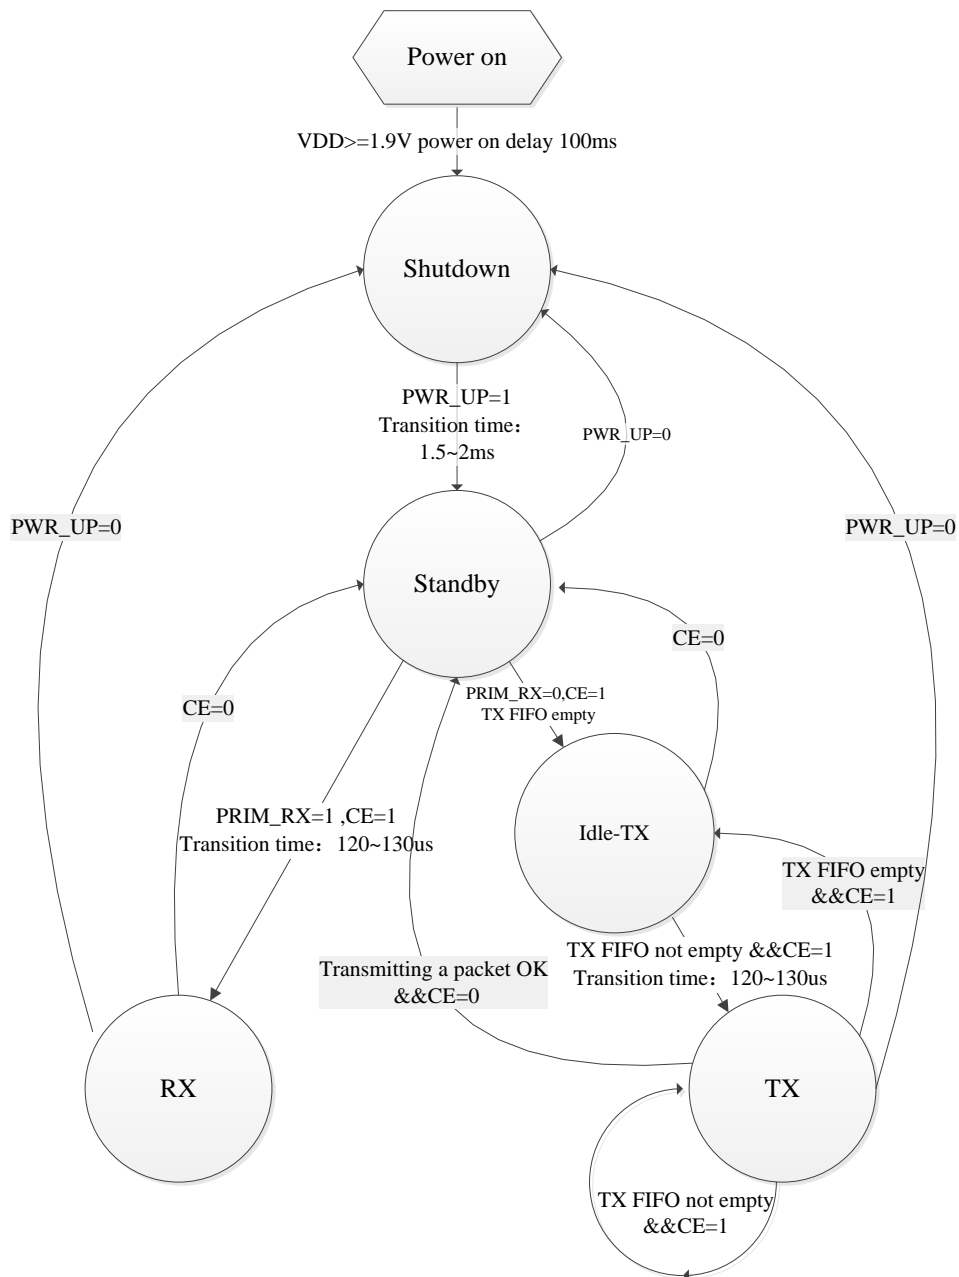 Power on
VDD>=1.9V power on delay 100ms
Shutdown
PWR_UP=1
Transition time：
1.5~2ms
PWR_UP=0
PWR_UP=0
PWR_UP=0
Standby
CE=0
CE=0
PRIM_RX=0,CE=1
TX FIFO empty
PRIM_RX=1 ,CE=1
Transition time：120~130us
Idle-TX
TX FIFO empty
&&CE=1
TX FIFO not empty &&CE=1
Transition time：120~130us
Transmitting a packet OK
&&CE=0
RX
TX
TX FIFO not empty
&&CE=1